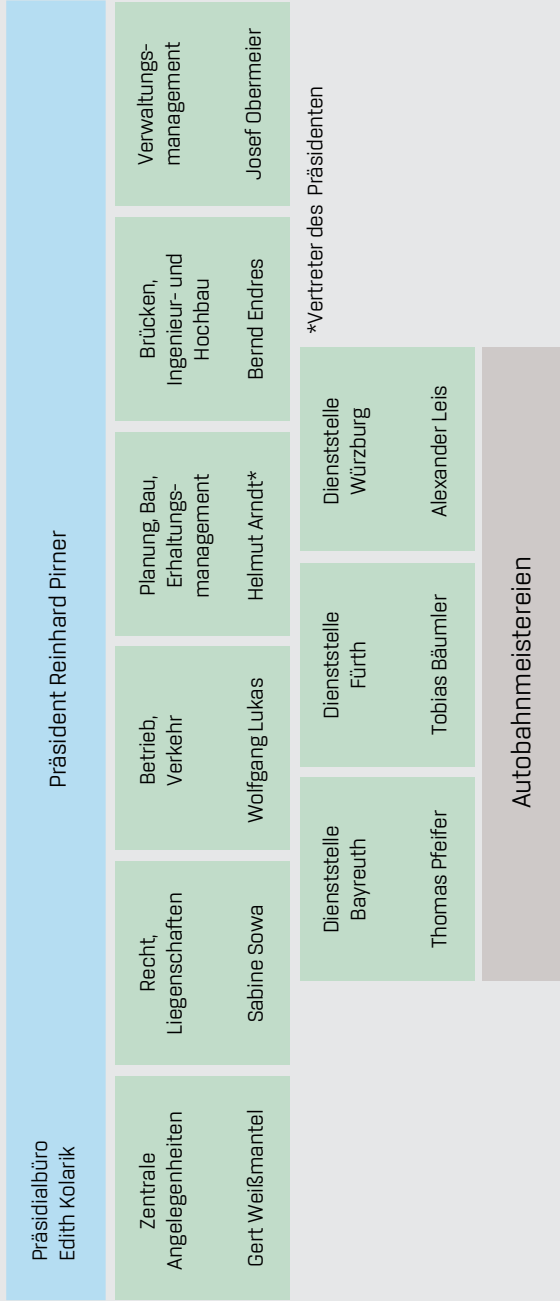 Präsidialbüro
Edith Kolarik
Präsident Reinhard Pirner
Zentrale
Angelegenheiten
Gert Weißmantel
Recht,
Liegenschaften
Sabine Sowa
Betrieb,
Verkehr
Wolfgang Lukas
Planung, Bau,
Erhaltungs-
management
Helmut Arndt*
Brücken,
Ingenieur- und
Hochbau
Bernd Endres
Verwaltungs-
management
Josef Obermeier
Dienststelle
Bayreuth
Thomas Pfeifer
Dienststelle
Fürth
Tobias Bäumler
Dienststelle
Würzburg
Alexander Leis
*Vertreter des Präsidenten
Autobahnmeistereien